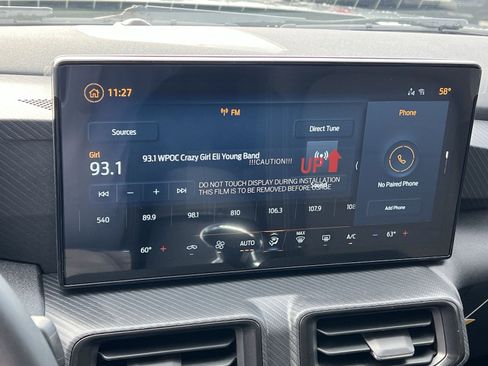 11:27
58°
FM
Phone
Sources
Direct Tune
Girl
93.1
93.1 WPOC Crazy Girl Eli Young Band
!!!CAUTION!!!
UP
DO NOT TOUCH DISPLAY DURING INSTALLATION
THIS FILM IS TO BE REMOVED BEFORE USAGE
No Paired Phone
Add Phone
540
89.9
98.1
810
106.3
107.9
108
60°
AUTO
MAX
A/C
63°